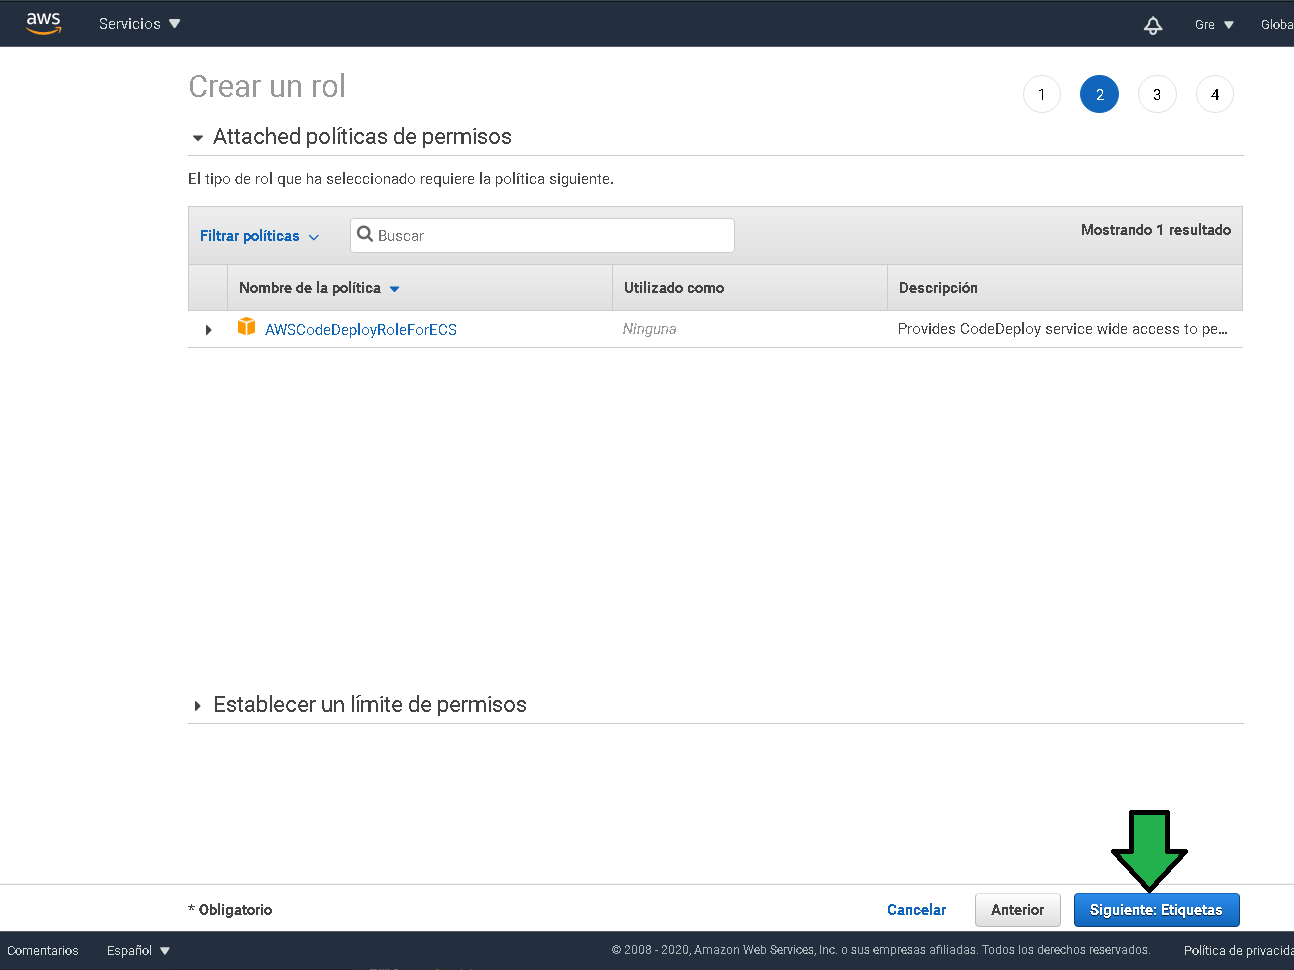 aws Servicios Gre Globa
Crear un rol 1 2 3 4
Attached políticas de permisos
El tipo de rol que ha seleccionado requiere la política siguiente.
Filtrar políticas Buscar Mostrando 1 resultado
Nombre de la política Utilizado como Descripción
AWSCodeDeployRoleForECS Ninguna Provides CodeDeploy service wide access to pe...
Establecer un límite de permisos
* Obligatorio Cancelar Anterior Siguiente: Etiquetas
Comentarios Español © 2008 - 2020, Amazon Web Services, Inc. o sus empresas afiliadas. Todos los derechos reservados. Política de privacida